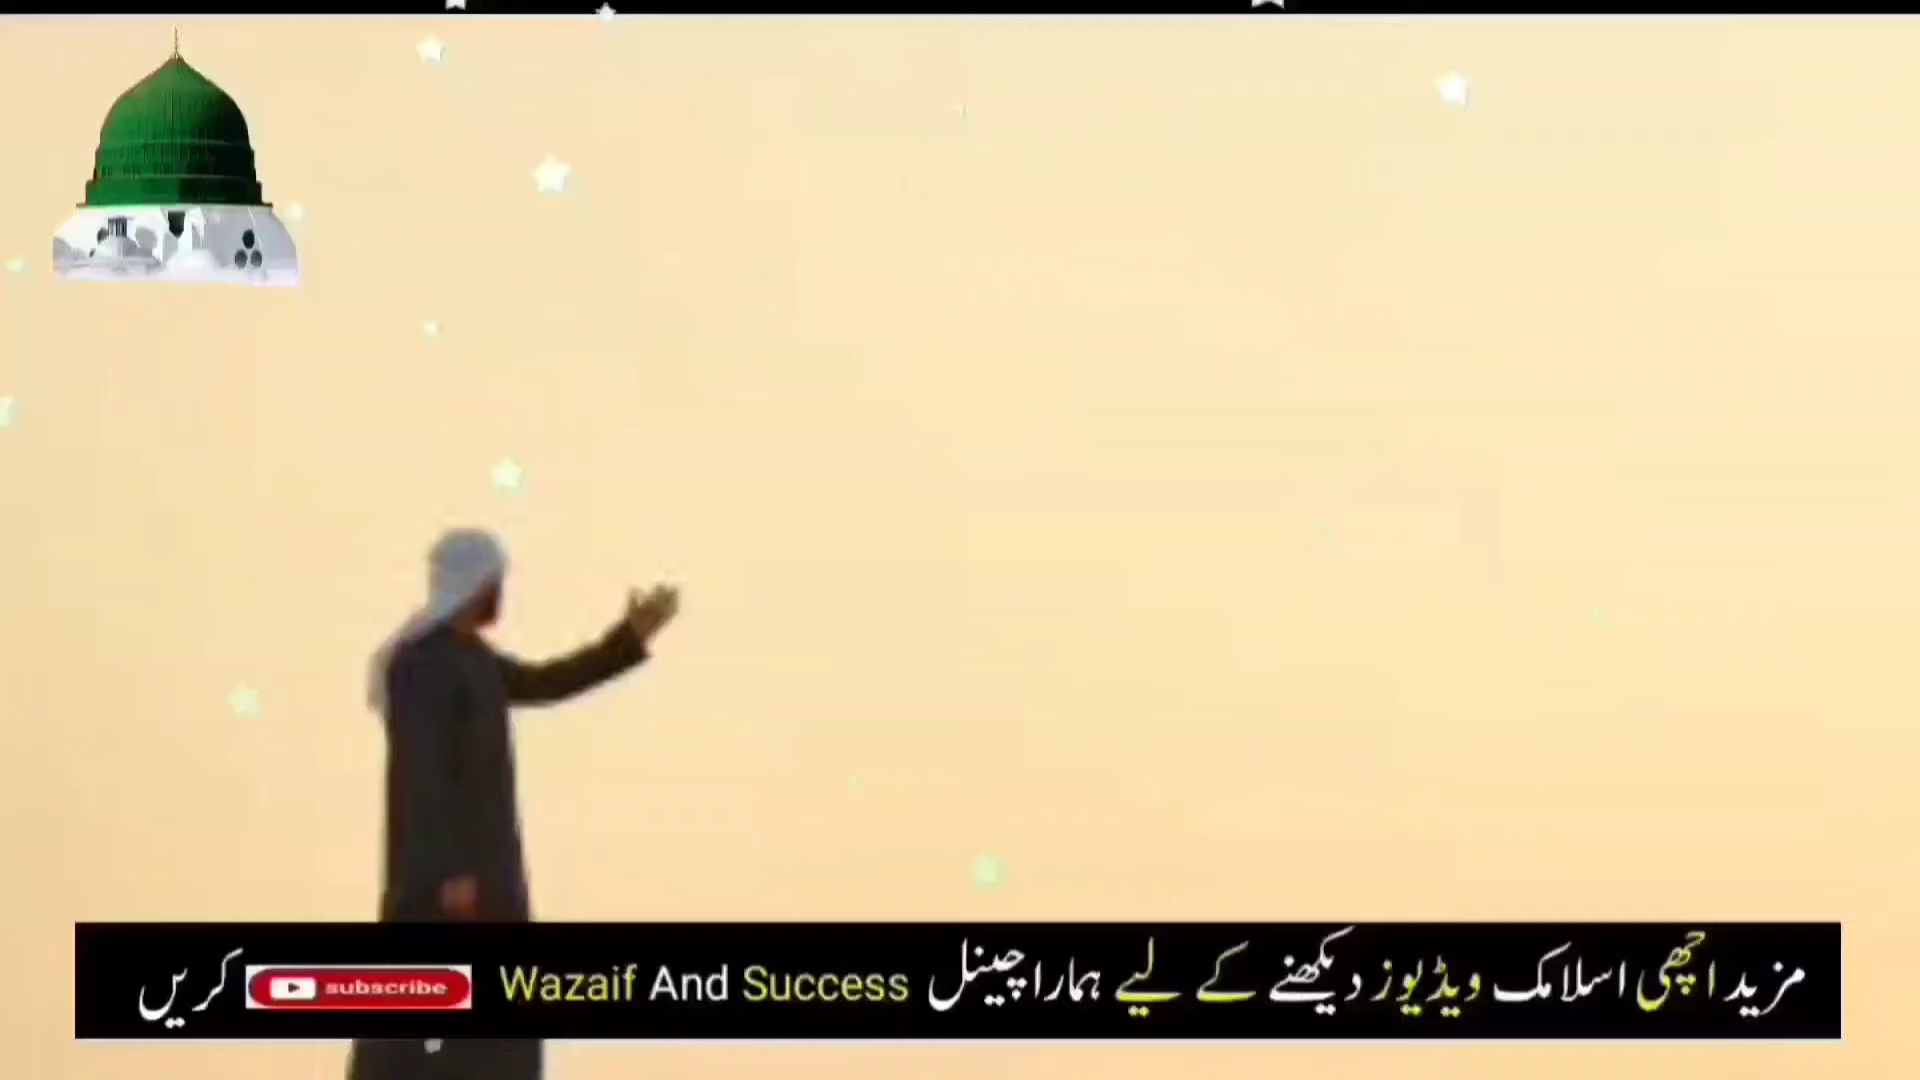 مزید اچھی اسلامک ویڈیوز دیکھنے کے لیے ہمارا چینل Wazaif And Success subscribe کریں